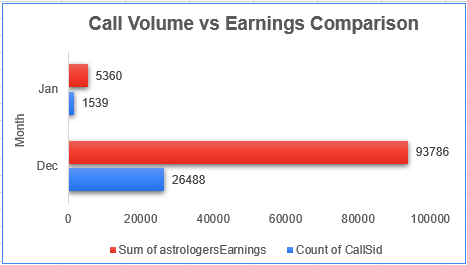 Call Volume vs Earnings Comparison
Jan
5360
1539
Month
Dec
93786
26488
0 20000 40000 60000 80000 100000
Sum of astrologersEarnings Count of CallSid